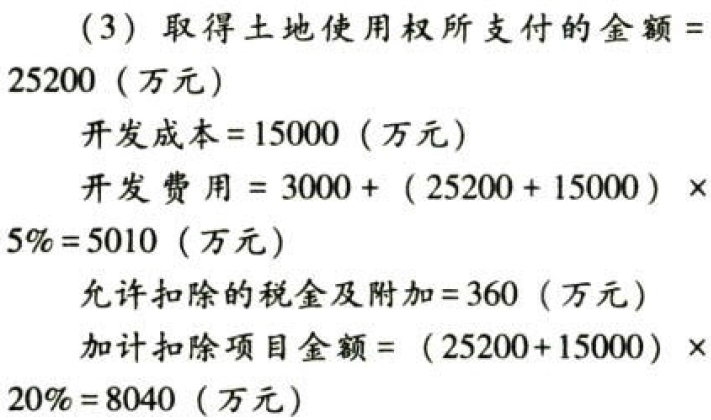 (3) 取得土地使用权所支付的金额=
25200（万元）
开发成本=15000（万元）
开发费用=3000+（25200+15000）×
5%=5010（万元）
允许扣除的税金及附加=360（万元）
加计扣除项目金额=（25200+15000）×
20%=8040（万元）